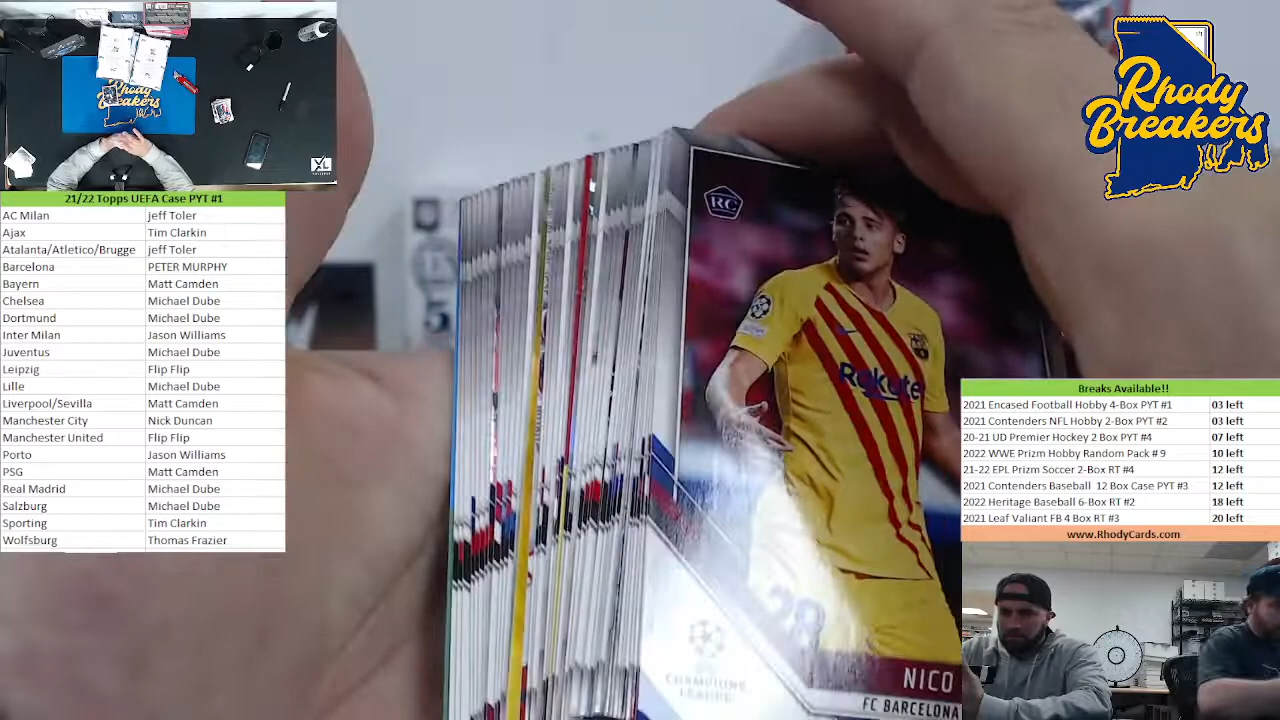 Rhody
Breakers
XL
21/22 Topps UEFA Case PYT #1
AC Milan jeff Toler
Ajax Tim Clarkin
Atalanta/Atletico/Brugge jeff Toler
Barcelona PETER MURPHY
Bayern Matt Camden
Chelsea Michael Dube
Dortmund Michael Dube
Inter Milan Jason Williams
Juventus Michael Dube
Leipzig Flip Flip
Lille Michael Dube
Liverpool/Sevilla Matt Camden
Manchester City Nick Duncan
Manchester United Flip Flip
Porto Jason Williams
PSG Matt Camden
Real Madrid Michael Dube
Salzburg Michael Dube
Sporting Tim Clarkin
Wolfsburg Thomas Frazier
RC
Rakuten
28
CHAMPIONS
LEAGUE
NICO
FC BARCELONA
Rhody
Breakers
Breaks Available!!
2021 Encased Football Hobby 4-Box PYT #1 03 left
2021 Contenders NFL Hobby 2-Box PYT #2 03 left
20-21 UD Premier Hockey 2 Box PYT #4 07 left
2022 WWE Prizm Hobby Random Pack # 9 10 left
21-22 EPL Prizm Soccer 2-Box RT #4 12 left
2021 Contenders Baseball 12 Box Case PYT #3 12 left
2022 Heritage Baseball 6-Box RT #2 18 left
2021 Leaf Valiant FB 4 Box RT #3 20 left
www.RhodyCards.com